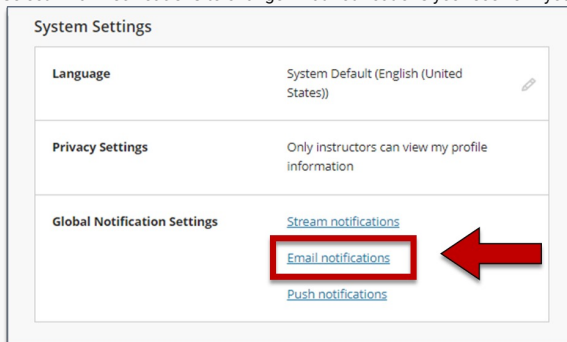 System Settings
Language
System Default (English (United
States))
Privacy Settings
Only instructors can view my profile
information
Global Notification Settings
Stream notifications
Email notifications
Push notifications